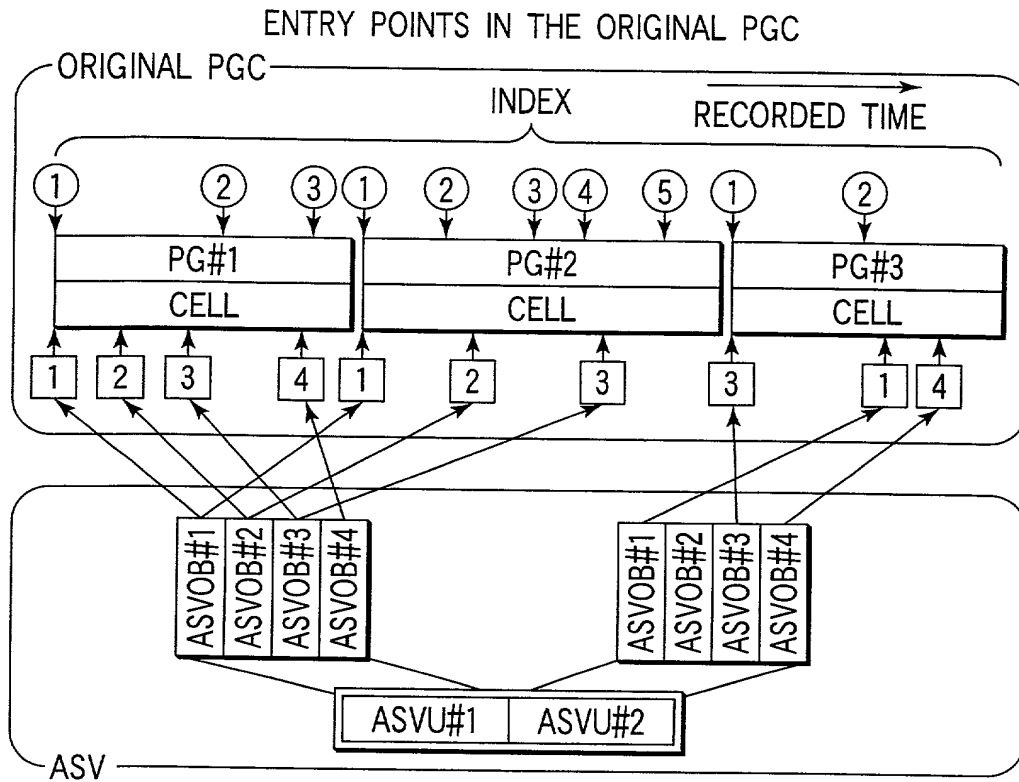 ENTRY POINTS IN THE ORIGINAL PGC
ORIGINAL PGC
INDEX
RECORDED TIME
1 2 3 1 2 3 4 5 1 2
PG#1 PG#2 PG#3
CELL CELL CELL
1 2 3 4 1 2 3 3 1 4
ASVOB#1 ASVOB#2 ASVOB#3 ASVOB#4 ASVOB#1 ASVOB#2 ASVOB#3 ASVOB#4
ASVU#1 ASVU#2
ASV